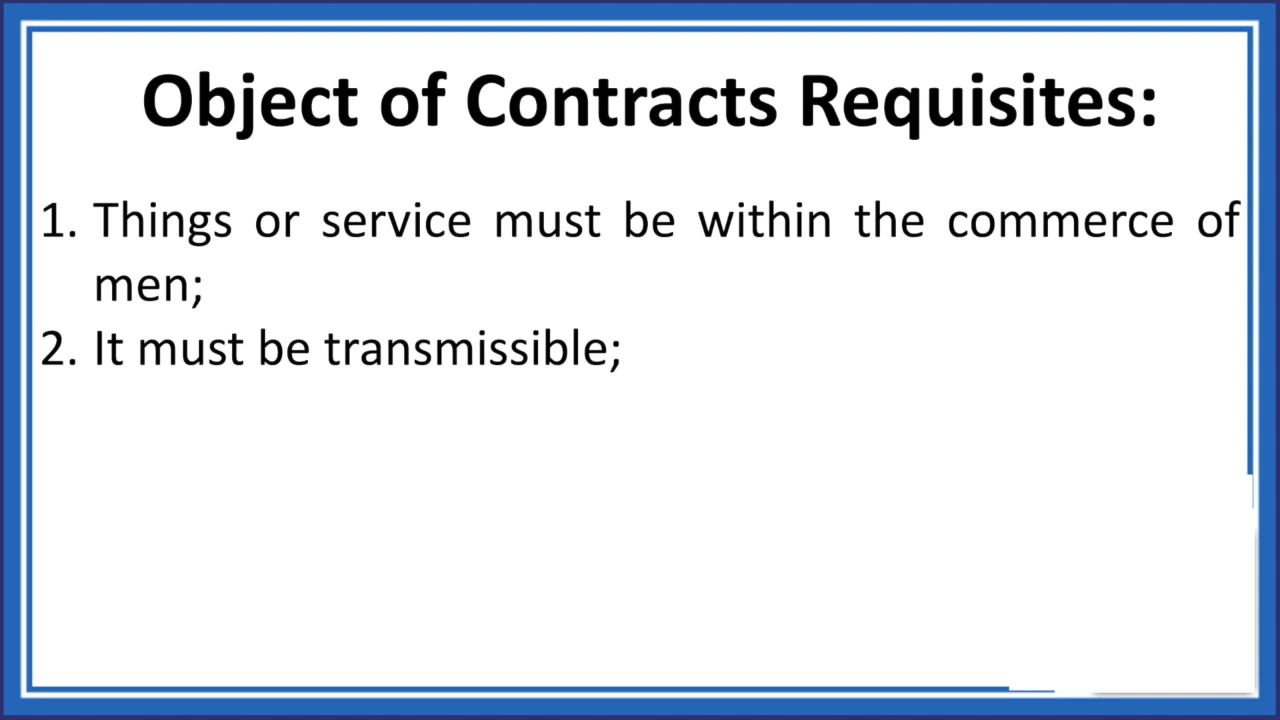 Object of Contracts Requisites:
1. Things or service must be within the commerce of
men;
2. It must be transmissible;